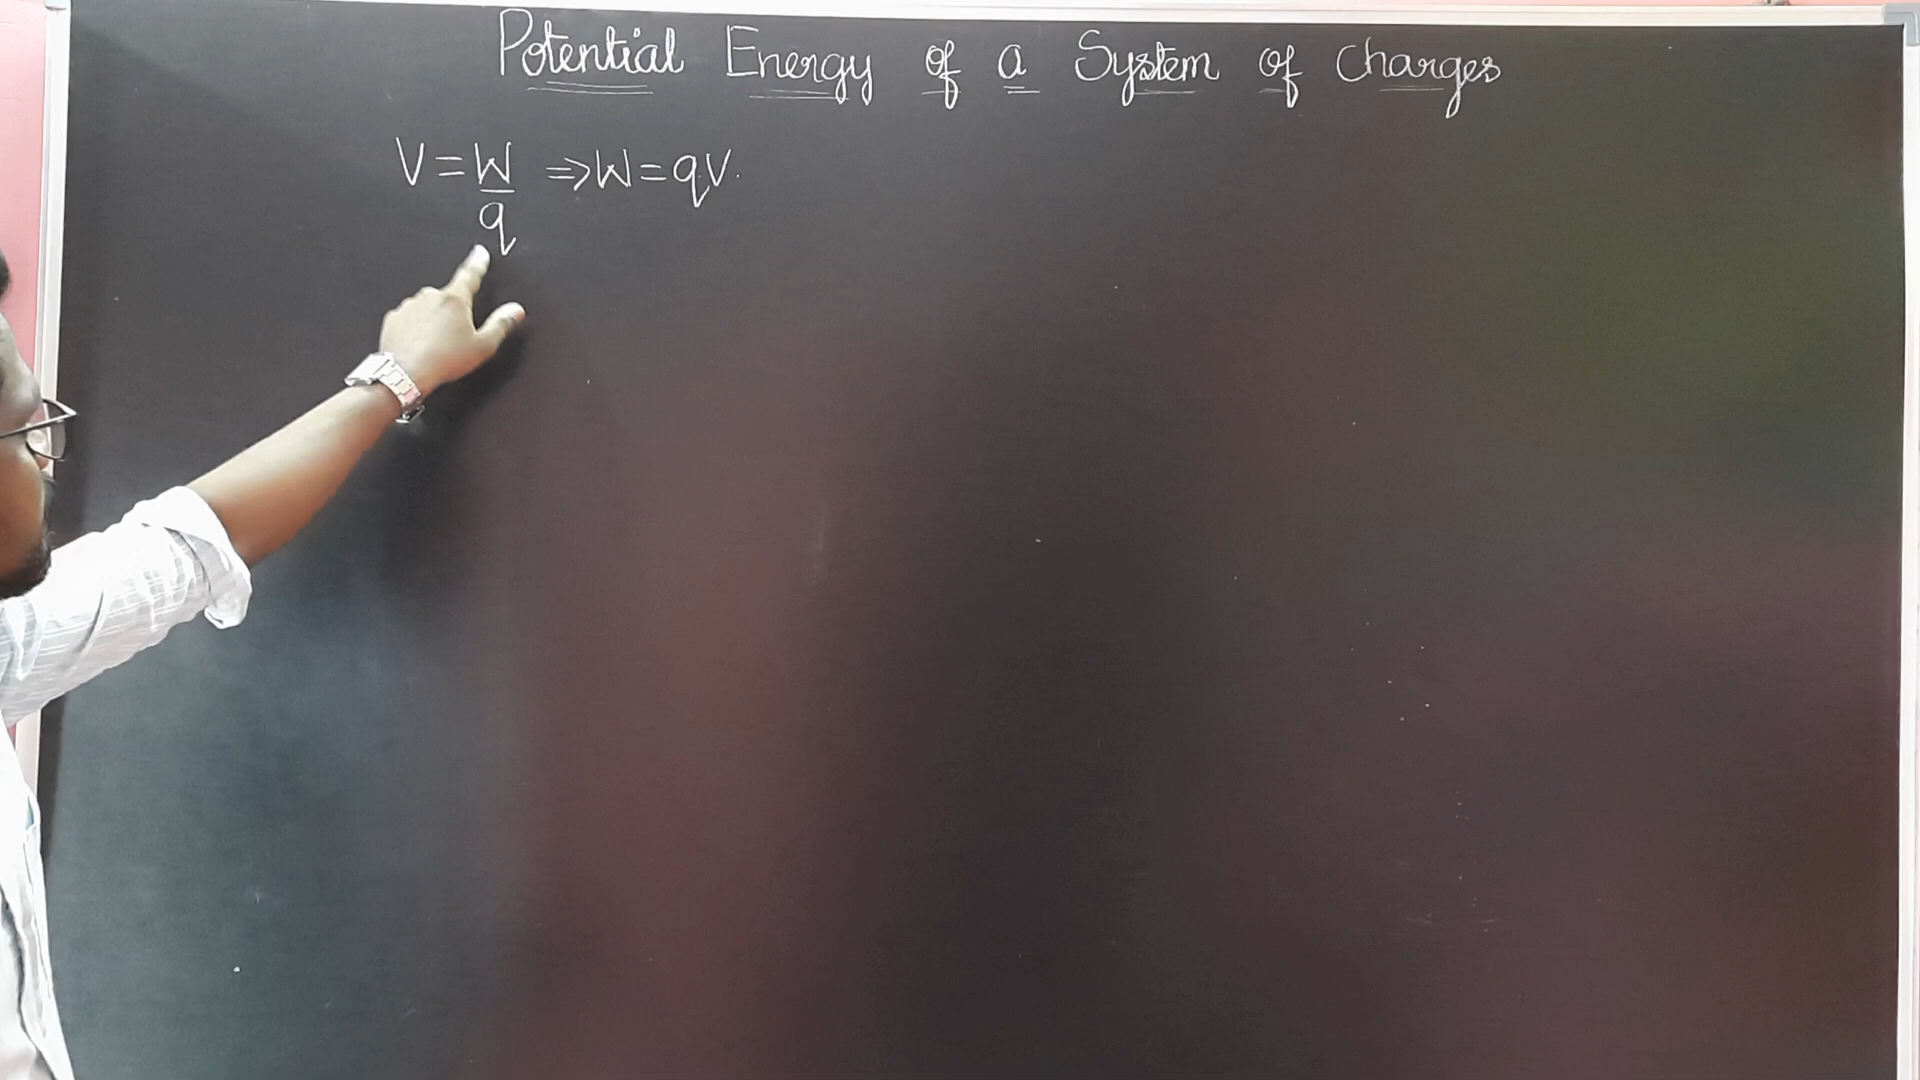 Potential Energy of a System of Charges
V = W/q ⇒ W = qV.